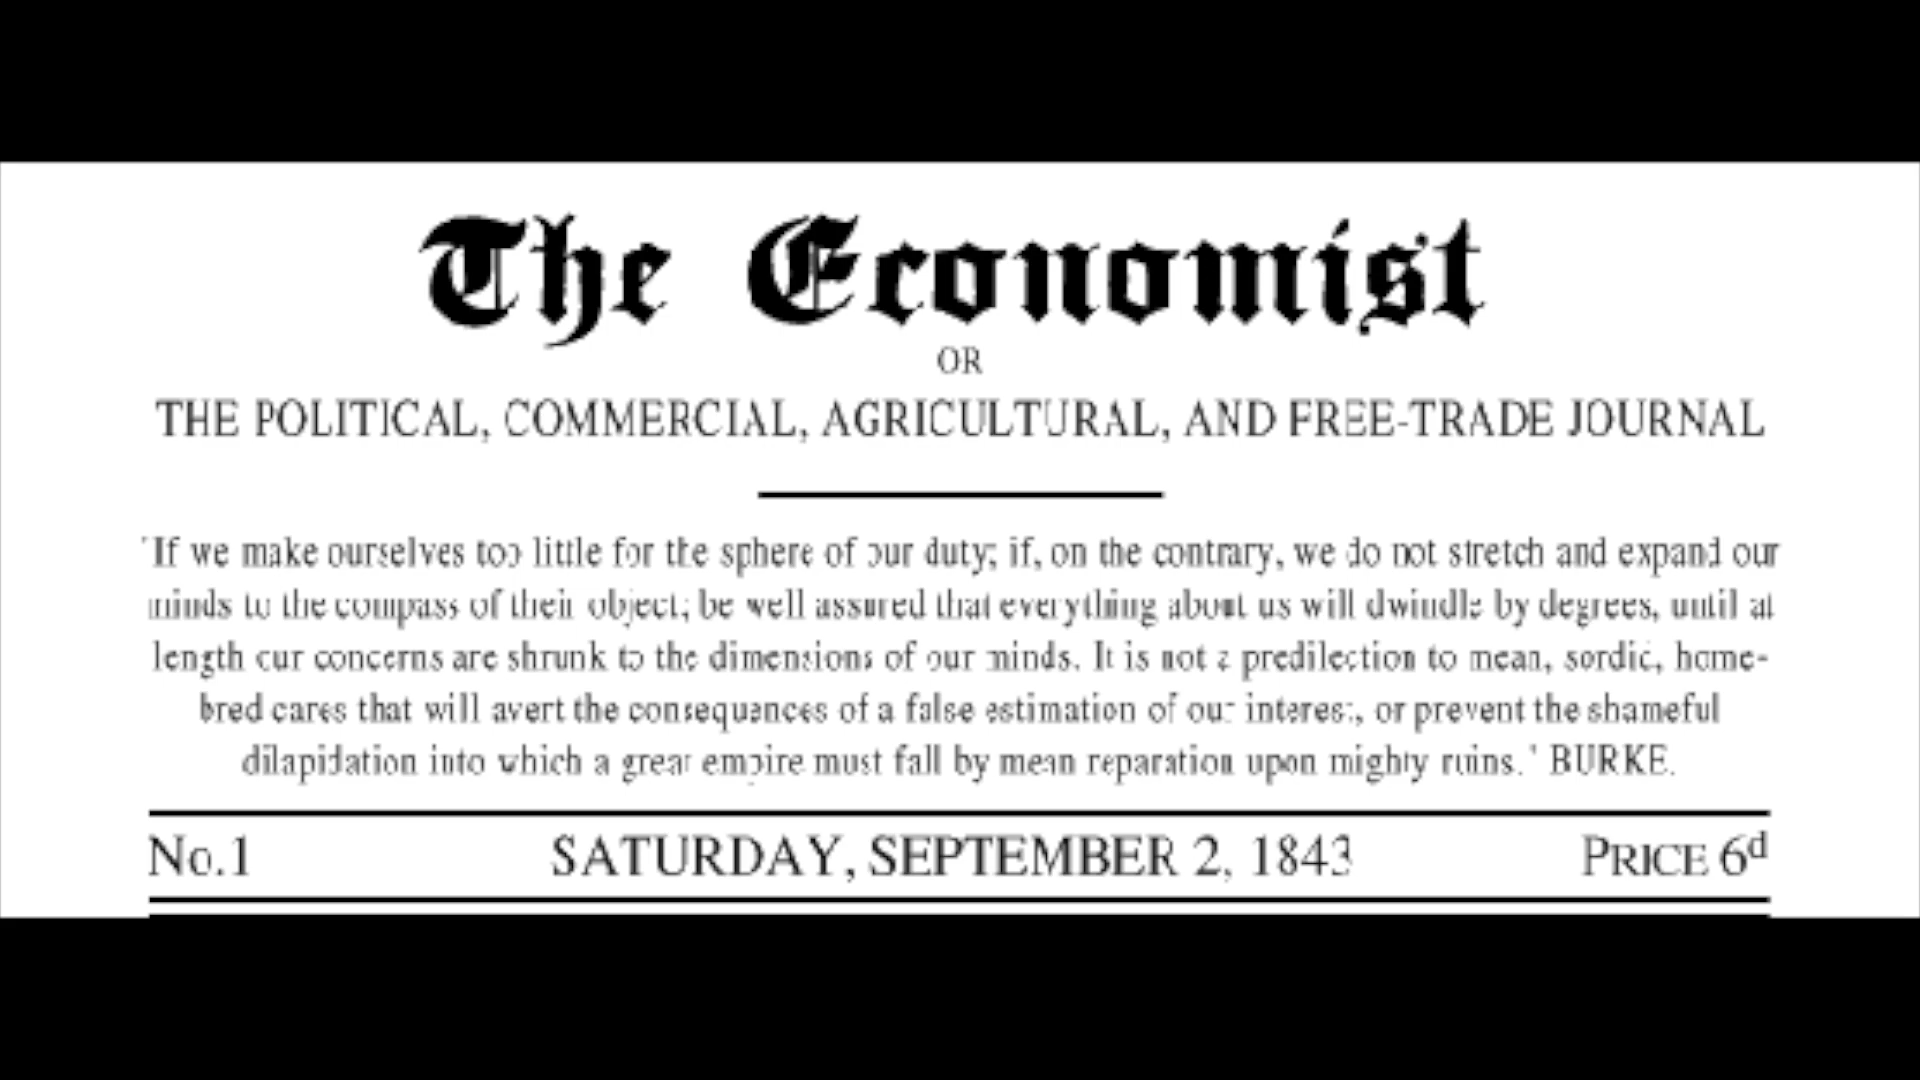 The Economist
OR
THE POLITICAL, COMMERCIAL, AGRICULTURAL, AND FREE-TRADE JOURNAL
'If we make ourselves too little for the sphere of our duty; if, on the contrary, we do not stretch and expand our
minds to the compass of their object; be well assured that everything about us will dwindle by degrees, until at
length our concerns are shrunk to the dimensions of our minds. It is not a predilection to mean, sordid, home-
bred cares that will avert the consequences of a false estimation of our interest, or prevent the shameful
dilapidation into which a great empire must fall by mean reparation upon mighty ruins.' BURKE.
No.1 SATURDAY, SEPTEMBER 2, 1843 PRICE 6d